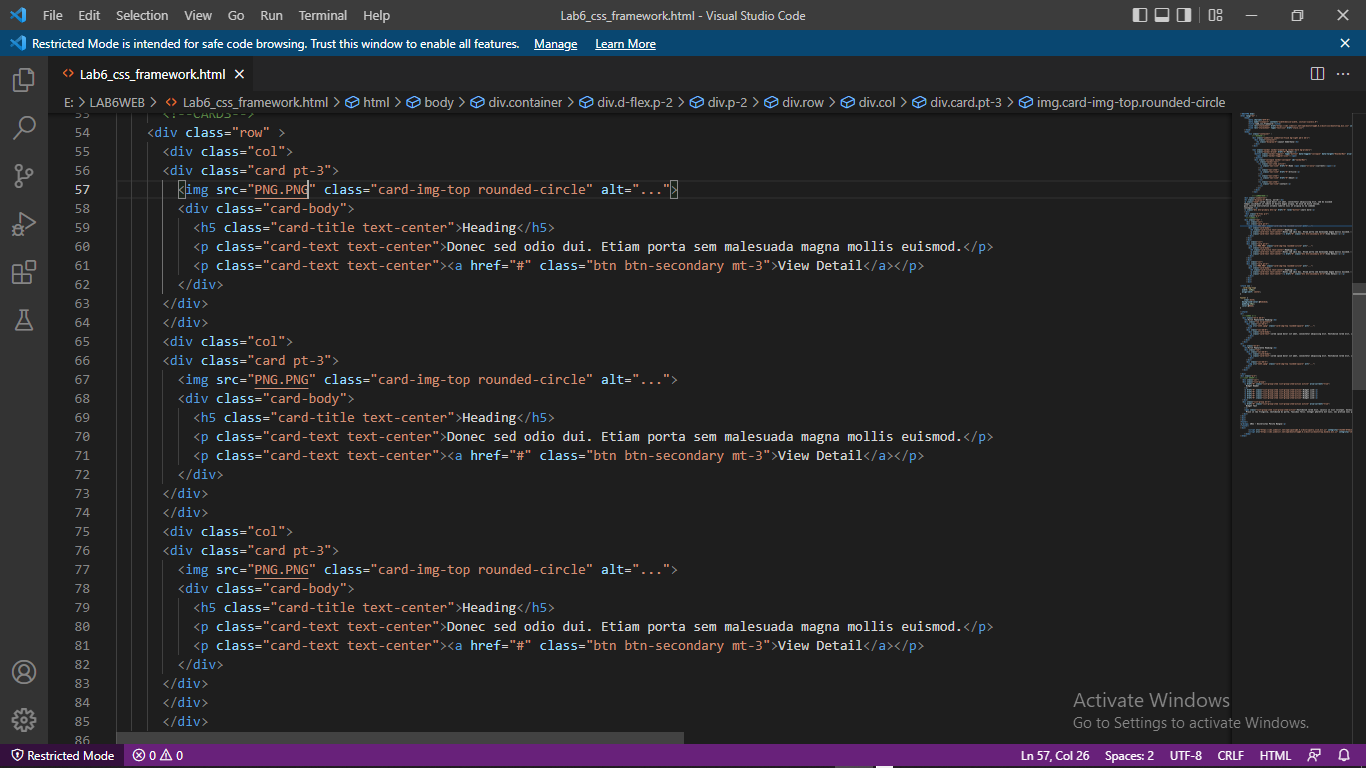 File Edit Selection View Go Run Terminal Help Lab6_css_framework.html - Visual Studio Code
Restricted Mode is intended for safe code browsing. Trust this window to enable all features. Manage Learn More
Lab6_css_framework.html
E: > LAB6WEB > Lab6_css_framework.html > html > body > div.container > div.d-flex.p-2 > div.p-2 > div.row > div.col > div.card.pt-3 > img.card-img-top.rounded-circle
53 <!--CARDS-->
54 <div class="row" >
55 <div class="col">
56 <div class="card pt-3">
57 <img src="PNG.PNG" class="card-img-top rounded-circle" alt="...">
58 <div class="card-body">
59 <h5 class="card-title text-center">Heading</h5>
60 <p class="card-text text-center">Donec sed odio dui. Etiam porta sem malesuada magna mollis euismod.</p>
61 <p class="card-text text-center"><a href="#" class="btn btn-secondary mt-3">View Detail</a></p>
62 </div>
63 </div>
64 </div>
65 <div class="col">
66 <div class="card pt-3">
67 <img src="PNG.PNG" class="card-img-top rounded-circle" alt="...">
68 <div class="card-body">
69 <h5 class="card-title text-center">Heading</h5>
70 <p class="card-text text-center">Donec sed odio dui. Etiam porta sem malesuada magna mollis euismod.</p>
71 <p class="card-text text-center"><a href="#" class="btn btn-secondary mt-3">View Detail</a></p>
72 </div>
73 </div>
74 </div>
75 <div class="col">
76 <div class="card pt-3">
77 <img src="PNG.PNG" class="card-img-top rounded-circle" alt="...">
78 <div class="card-body">
79 <h5 class="card-title text-center">Heading</h5>
80 <p class="card-text text-center">Donec sed odio dui. Etiam porta sem malesuada magna mollis euismod.</p>
81 <p class="card-text text-center"><a href="#" class="btn btn-secondary mt-3">View Detail</a></p>
82 </div>
83 </div>
84 </div>
85 </div>
86
Activate Windows
Go to Settings to activate Windows.
Restricted Mode 0 0 Ln 57, Col 26 Spaces: 2 UTF-8 CRLF HTML